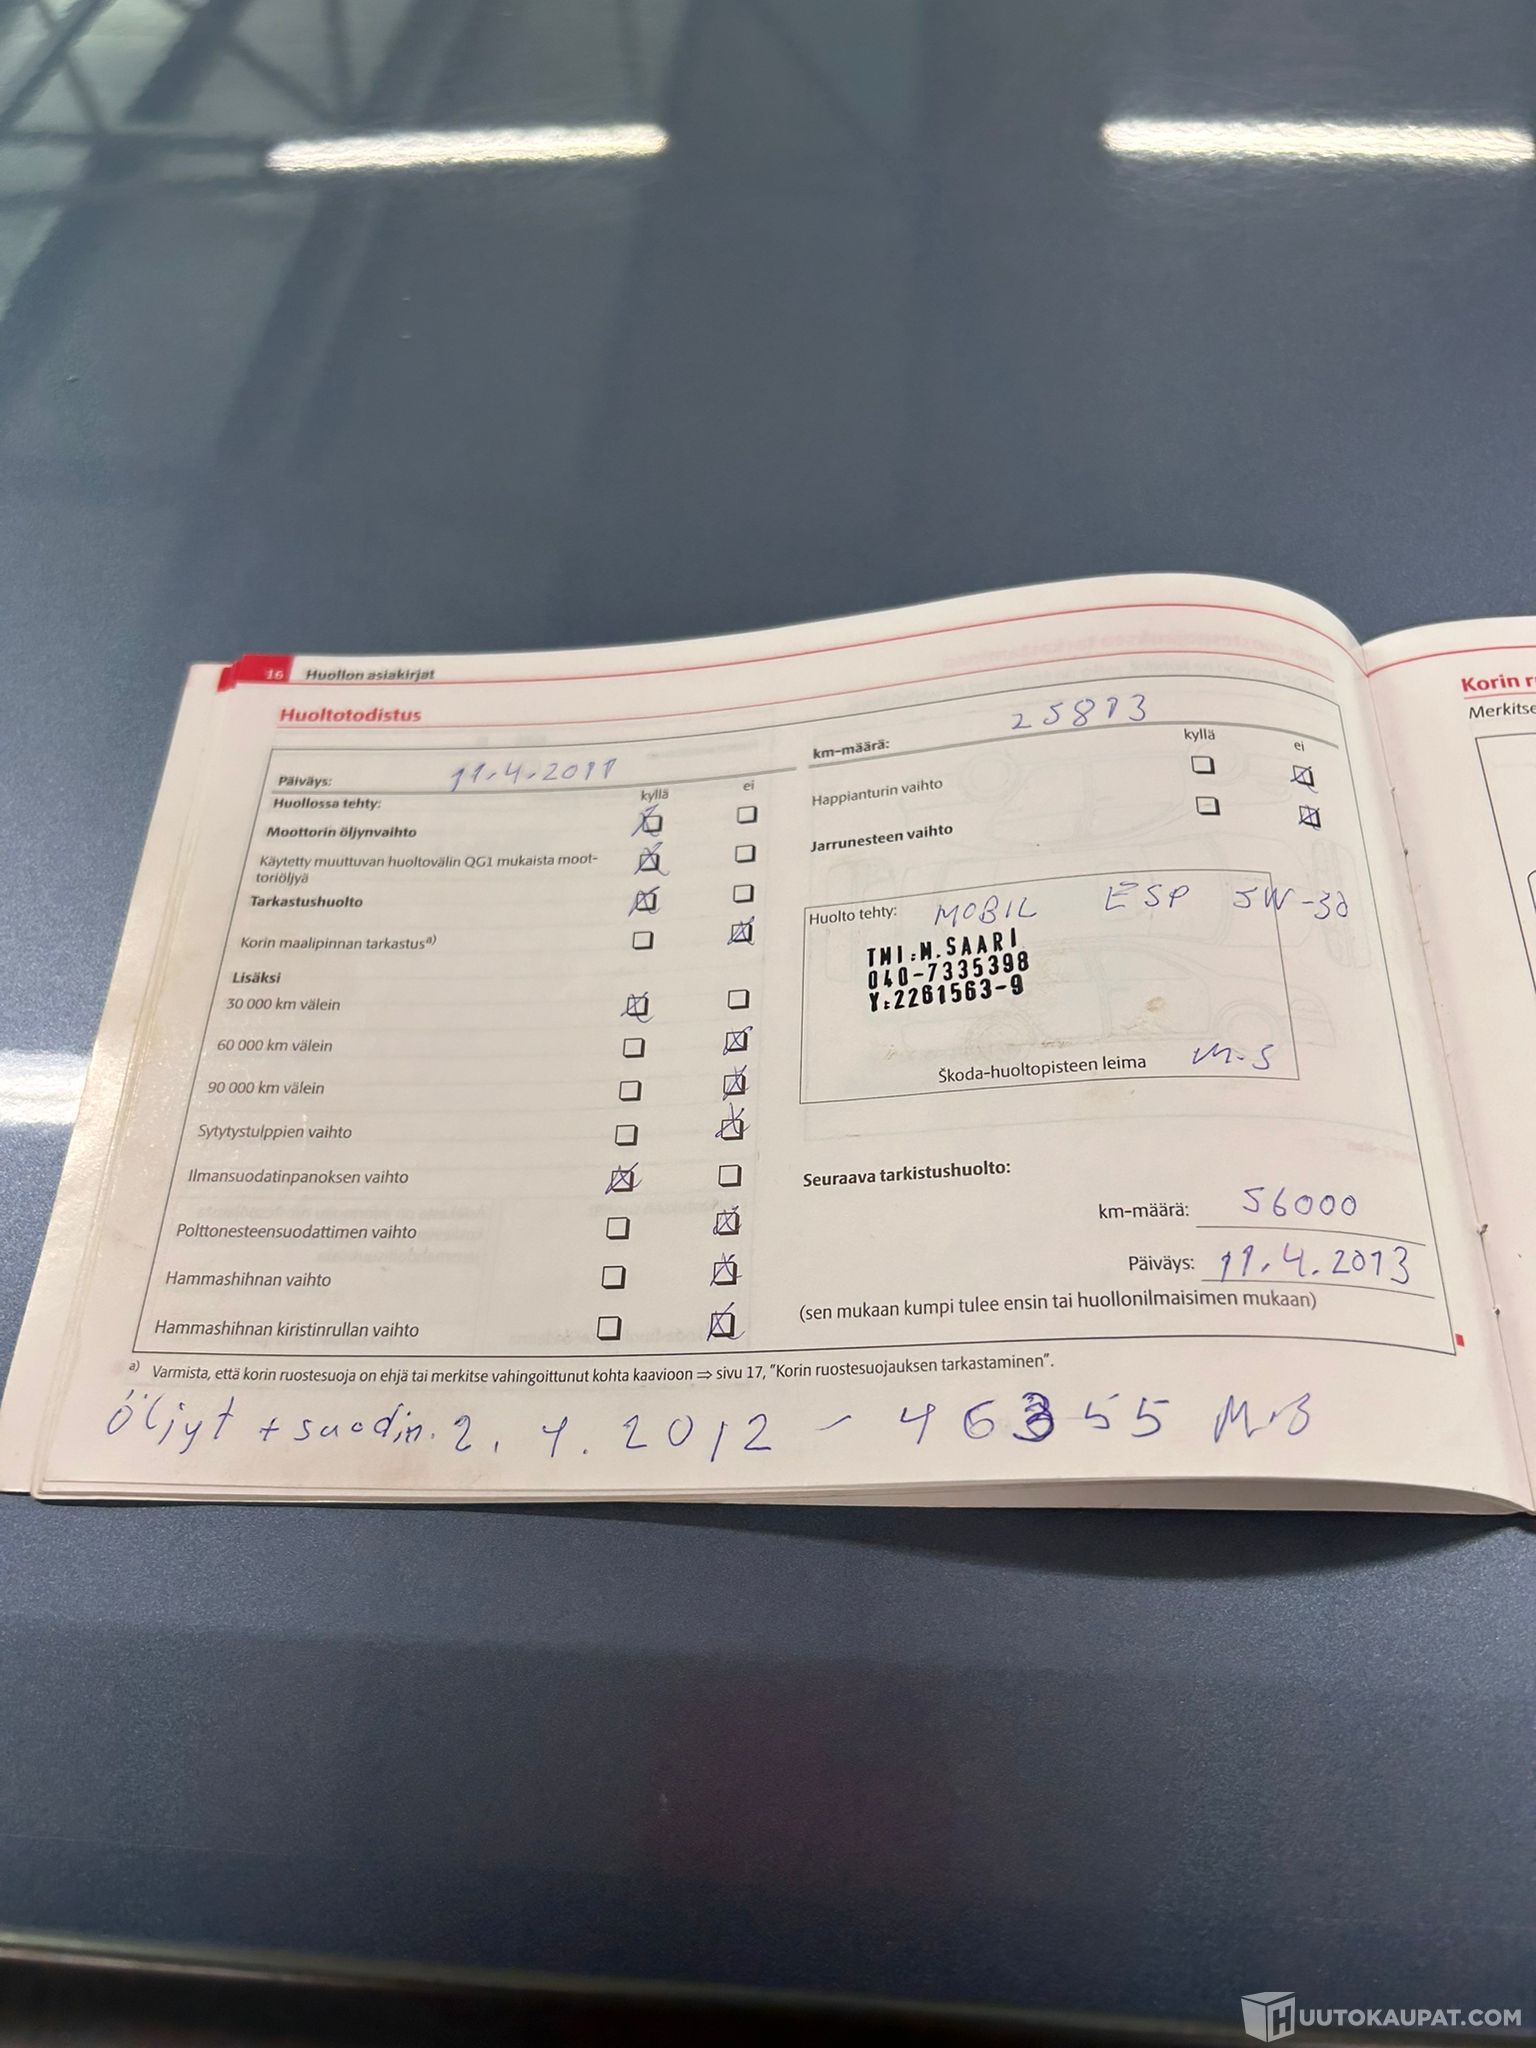 16 Huollon asiakirjat
Huoltotodistus
Päiväys: 11.4.2011
Huollossa tehty: kyllä ei
Moottorin öljynvaihto
Käytetty muuttuvan huoltovälin QG1 mukaista moot-
toriöljyä
Tarkastushuolto
Korin maalipinnan tarkastus a)
Lisäksi
30 000 km välein
60 000 km välein
90 000 km välein
Sytytystulppien vaihto
Ilmansuodatinpanoksen vaihto
Polttonesteensuodattimen vaihto
Hammashihnan vaihto
Hammashihnan kiristinrullan vaihto
km-määrä: 25813
kyllä ei
Happianturin vaihto
Jarrunesteen vaihto
Huolto tehty: MOBIL ESP 5W-30
TMI:M.SAARI
040-7335398
Y:2261563-9
Škoda-huoltopisteen leima M-S
Seuraava tarkistushuolto:
km-määrä: 56000
Päiväys: 11.4.2013
(sen mukaan kumpi tulee ensin tai huollonilmaisimen mukaan)
a) Varmista, että korin ruostesuoja on ehjä tai merkitse vahingoittunut kohta kaavioon ⇒ sivu 17, "Korin ruostesuojauksen tarkastaminen".
Öljyt + suodin. 2.4.2012 - 46355 M-S
Korin r
Merkitse
HUUTOKAUPAT.COM